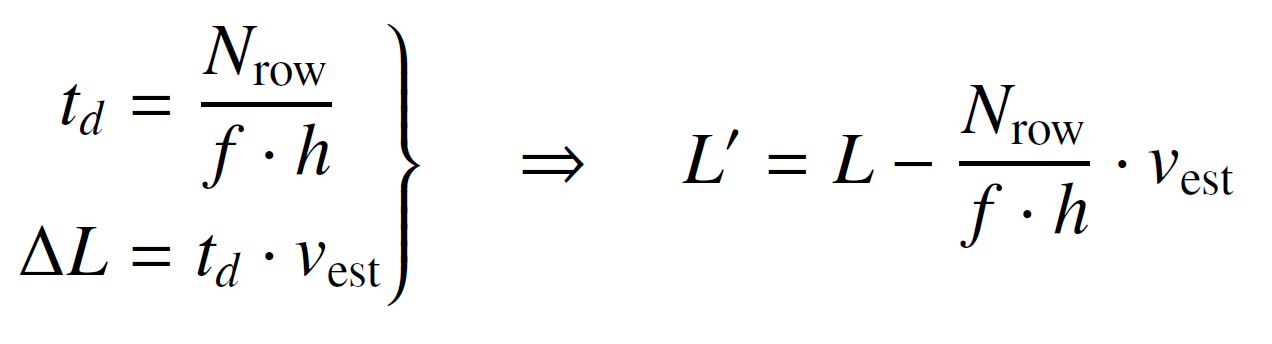 t_d = N_row / (f · h)
ΔL = t_d · v_est } ⇒ L′ = L − N_row / (f · h) · v_est